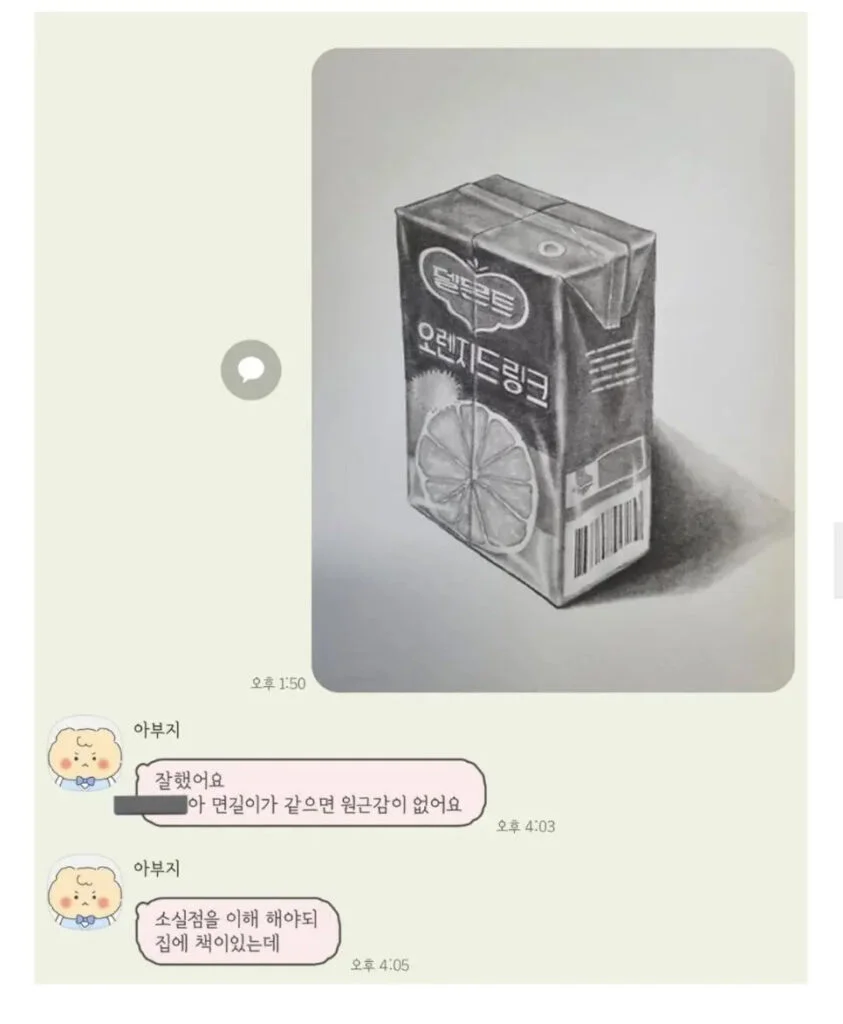 델몬트
오렌지드링크
오후 1:50
아부지
잘했어요
아 면길이가 같으면 원근감이 없어요
오후 4:03
아부지
소실점을 이해 해야되
집에 책이있는데
오후 4:05